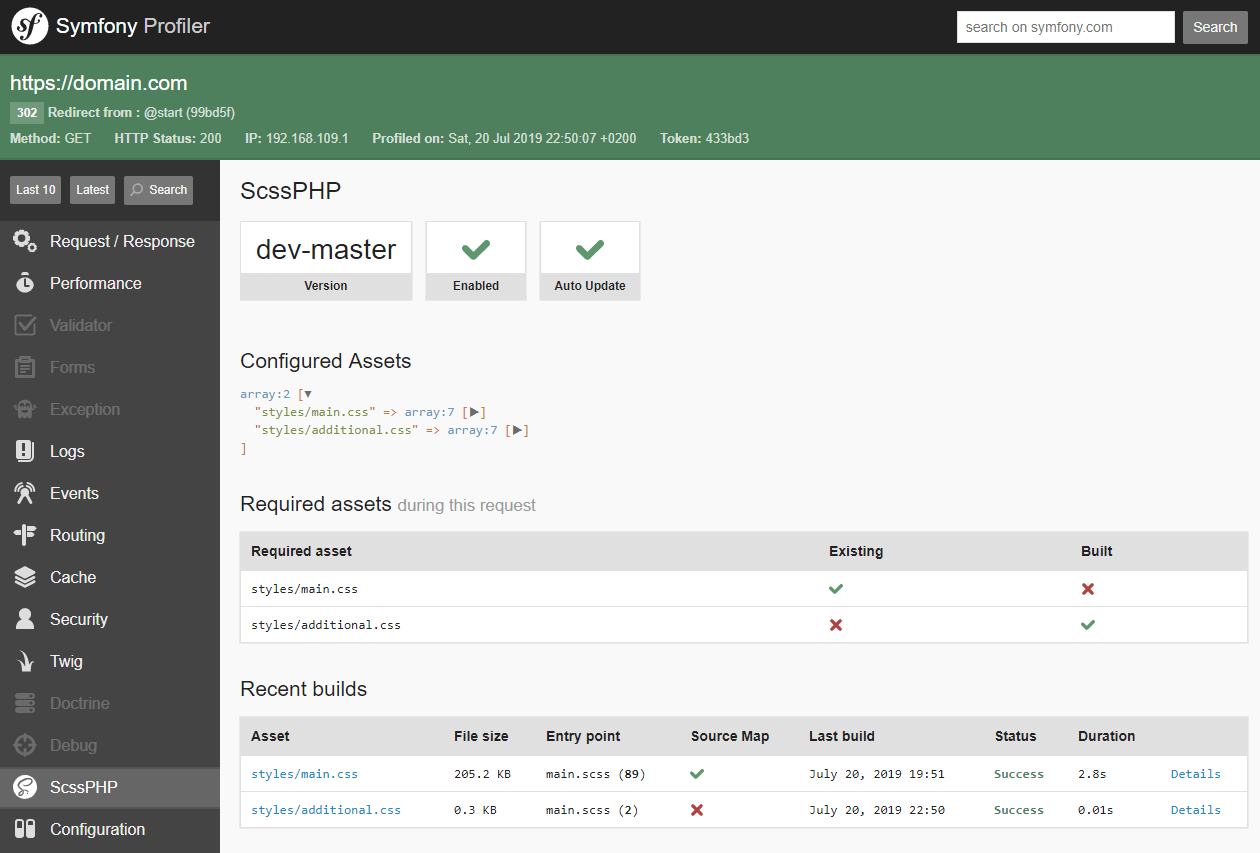 Symfony Profiler
search on symfony.com
Search
https://domain.com
302 Redirect from : @start (99bd5f)
Method: GET HTTP Status: 200 IP: 192.168.109.1 Profiled on: Sat, 20 Jul 2019 22:50:07 +0200 Token: 433bd3
Last 10 Latest Search
Request / Response
Performance
Validator
Forms
Exception
Logs
Events
Routing
Cache
Security
Twig
Doctrine
Debug
ScssPHP
Configuration
ScssPHP
dev-master
Version Enabled Auto Update
Configured Assets
array:2 [▼
"styles/main.css" => array:7 [▶]
"styles/additional.css" => array:7 [▶]
]
Required assets during this request
Required asset Existing Built
styles/main.css
styles/additional.css
Recent builds
Asset File size Entry point Source Map Last build Status Duration
styles/main.css 205.2 KB main.scss (89) July 20, 2019 19:51 Success 2.8s Details
styles/additional.css 0.3 KB main.scss (2) July 20, 2019 22:50 Success 0.01s Details